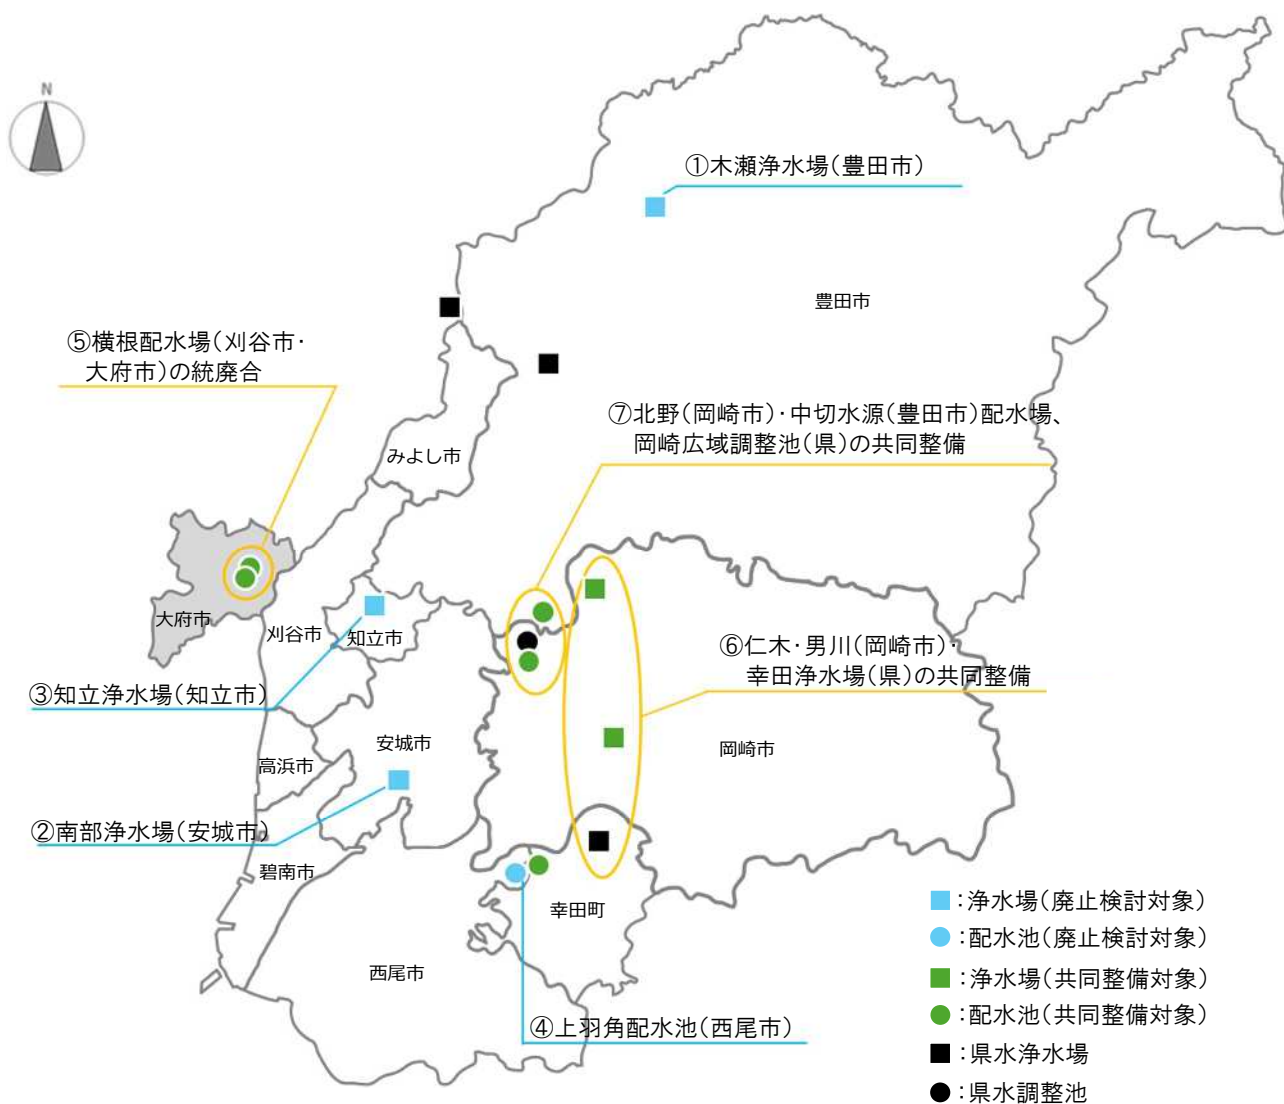 N
①木瀬浄水場(豊田市)
豊田市
⑤横根配水場(刈谷市・
大府市)の統廃合
⑦北野(岡崎市)・中切水源(豊田市)配水場、
岡崎広域調整池(県)の共同整備
みよし市
大府市
刈谷市
知立市
⑥仁木・男川(岡崎市)・
幸田浄水場(県)の共同整備
③知立浄水場(知立市)
安城市
岡崎市
高浜市
②南部浄水場(安城市)
碧南市
幸田町
西尾市
④上羽角配水池(西尾市)
:浄水場(廃止検討対象)
:配水池(廃止検討対象)
:浄水場(共同整備対象)
:配水池(共同整備対象)
:県水浄水場
:県水調整池